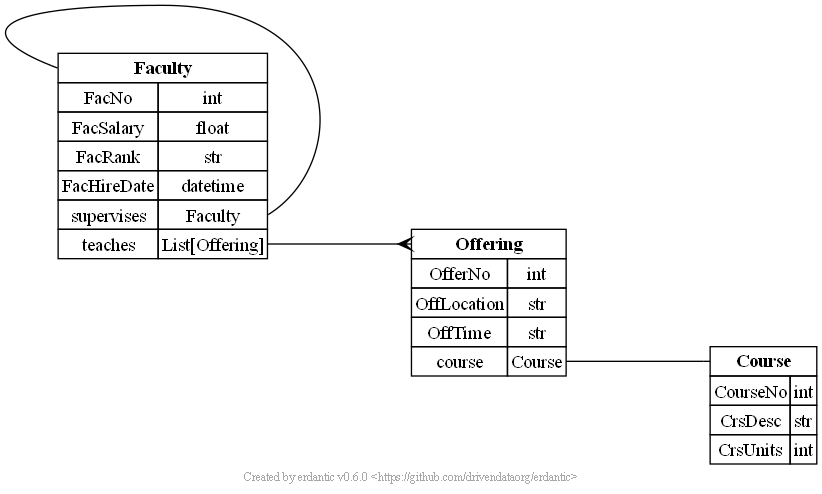 Faculty
FacNo int
FacSalary float
FacRank str
FacHireDate datetime
supervises Faculty
teaches List[Offering]
Offering
OfferNo int
OffLocation str
OffTime str
course Course
Course
CourseNo int
CrsDesc str
CrsUnits int
Created by erdantic v0.6.0 <https://github.com/drivendataorg/erdantic>